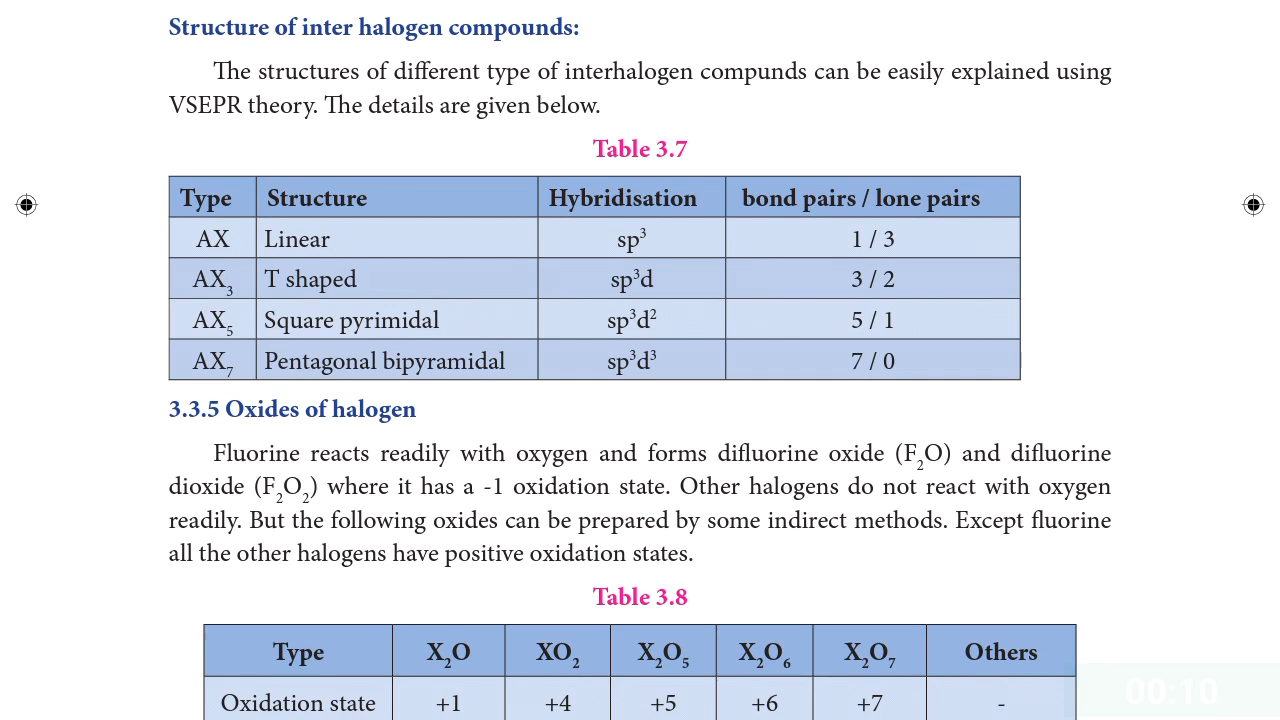 Structure of inter halogen compounds:
The structures of different type of interhalogen compunds can be easily explained using
VSEPR theory. The details are given below.
Table 3.7
Type Structure Hybridisation bond pairs / lone pairs
AX Linear sp³ 1 / 3
AX₃ T shaped sp³d 3 / 2
AX₅ Square pyrimidal sp³d² 5 / 1
AX₇ Pentagonal bipyramidal sp³d³ 7 / 0
3.3.5 Oxides of halogen
Fluorine reacts readily with oxygen and forms difluorine oxide (F₂O) and difluorine
dioxide (F₂O₂) where it has a -1 oxidation state. Other halogens do not react with oxygen
readily. But the following oxides can be prepared by some indirect methods. Except fluorine
all the other halogens have positive oxidation states.
Table 3.8
Type X₂O XO₂ X₂O₅ X₂O₆ X₂O₇ Others
Oxidation state +1 +4 +5 +6 +7 -
00:10